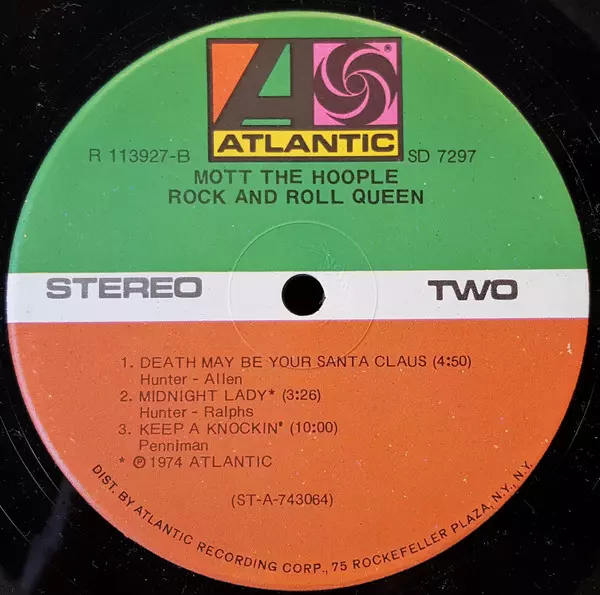 ATLANTIC
R 113927-B
SD 7297
MOTT THE HOOPLE
ROCK AND ROLL QUEEN
STEREO
TWO
1. DEATH MAY BE YOUR SANTA CLAUS (4:50)
Hunter - Allen
2. MIDNIGHT LADY* (3:26)
Hunter - Ralphs
3. KEEP A KNOCKIN' (10:00)
Penniman
* ℗ 1974 ATLANTIC
(ST-A-743064)
DIST. BY ATLANTIC RECORDING CORP., 75 ROCKEFELLER PLAZA, N.Y., N.Y.